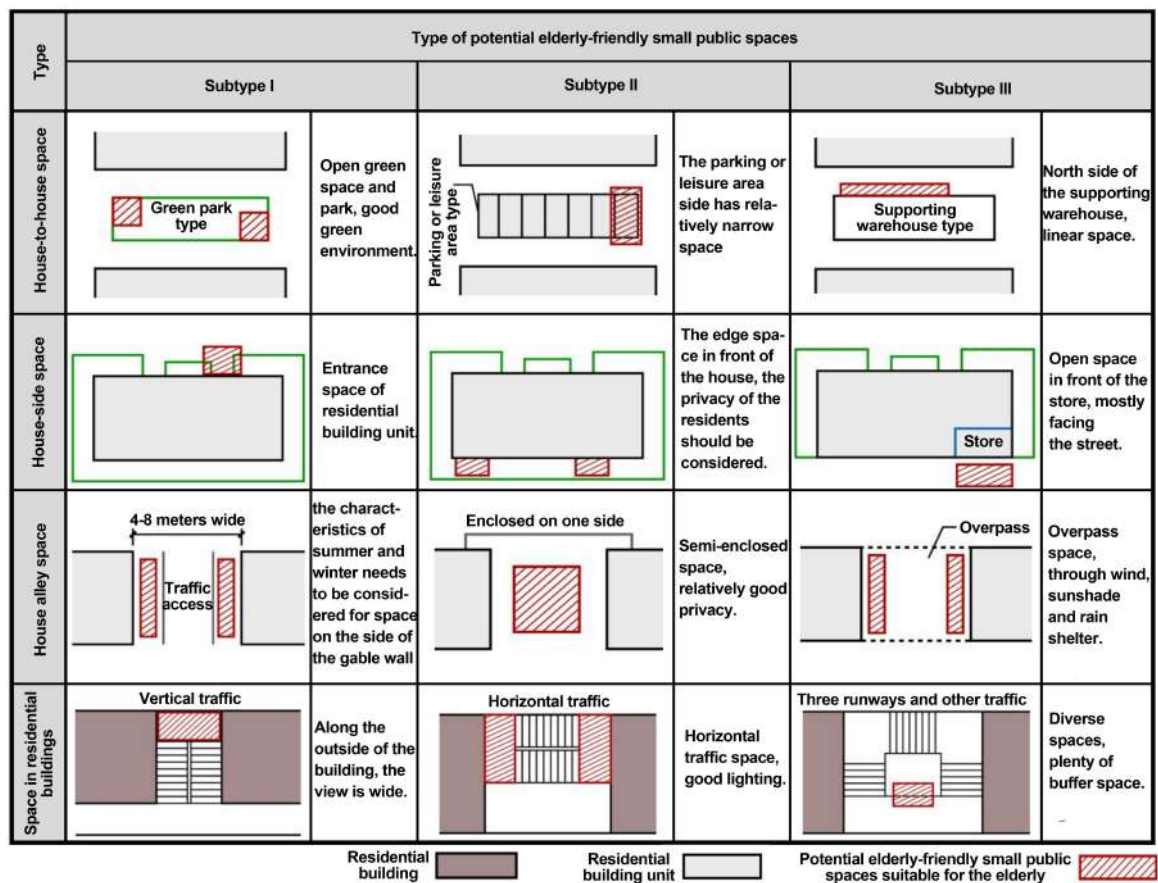 Type
Type of potential elderly-friendly small public spaces
Subtype I
Subtype II
Subtype III
House-to-house space
Green park
type
Open green
space and
park, good
green
environment.
Parking or leisure
area type
The parking or
leisure area
side has rela-
tively narrow
space
Supporting
warehouse type
North side of
the supporting
warehouse,
linear space.
House-side space
Entrance
space of
residential
building unit.
The edge spa-
ce in front of
the house, the
privacy of the
residents
should be
considered.
Store
Open space
in front of the
store, mostly
facing
the street.
House alley space
4-8 meters wide
Traffic
access
the charact-
eristics of
summer and
winter needs
to be consid-
ered for space
on the side of
the gable wall
Enclosed on one side
Semi-enclosed
space,
relatively good
privacy.
Overpass
Overpass
space,
through wind,
sunshade
and rain
shelter.
Space in residential
buildings
Vertical traffic
Along the
outside of the
building, the
view is wide.
Horizontal traffic
Horizontal
traffic space,
good lighting.
Three runways and other traffic
Diverse
spaces,
plenty of
buffer space.
Residential
building
Residential
building unit
Potential elderly-friendly small public
spaces suitable for the elderly